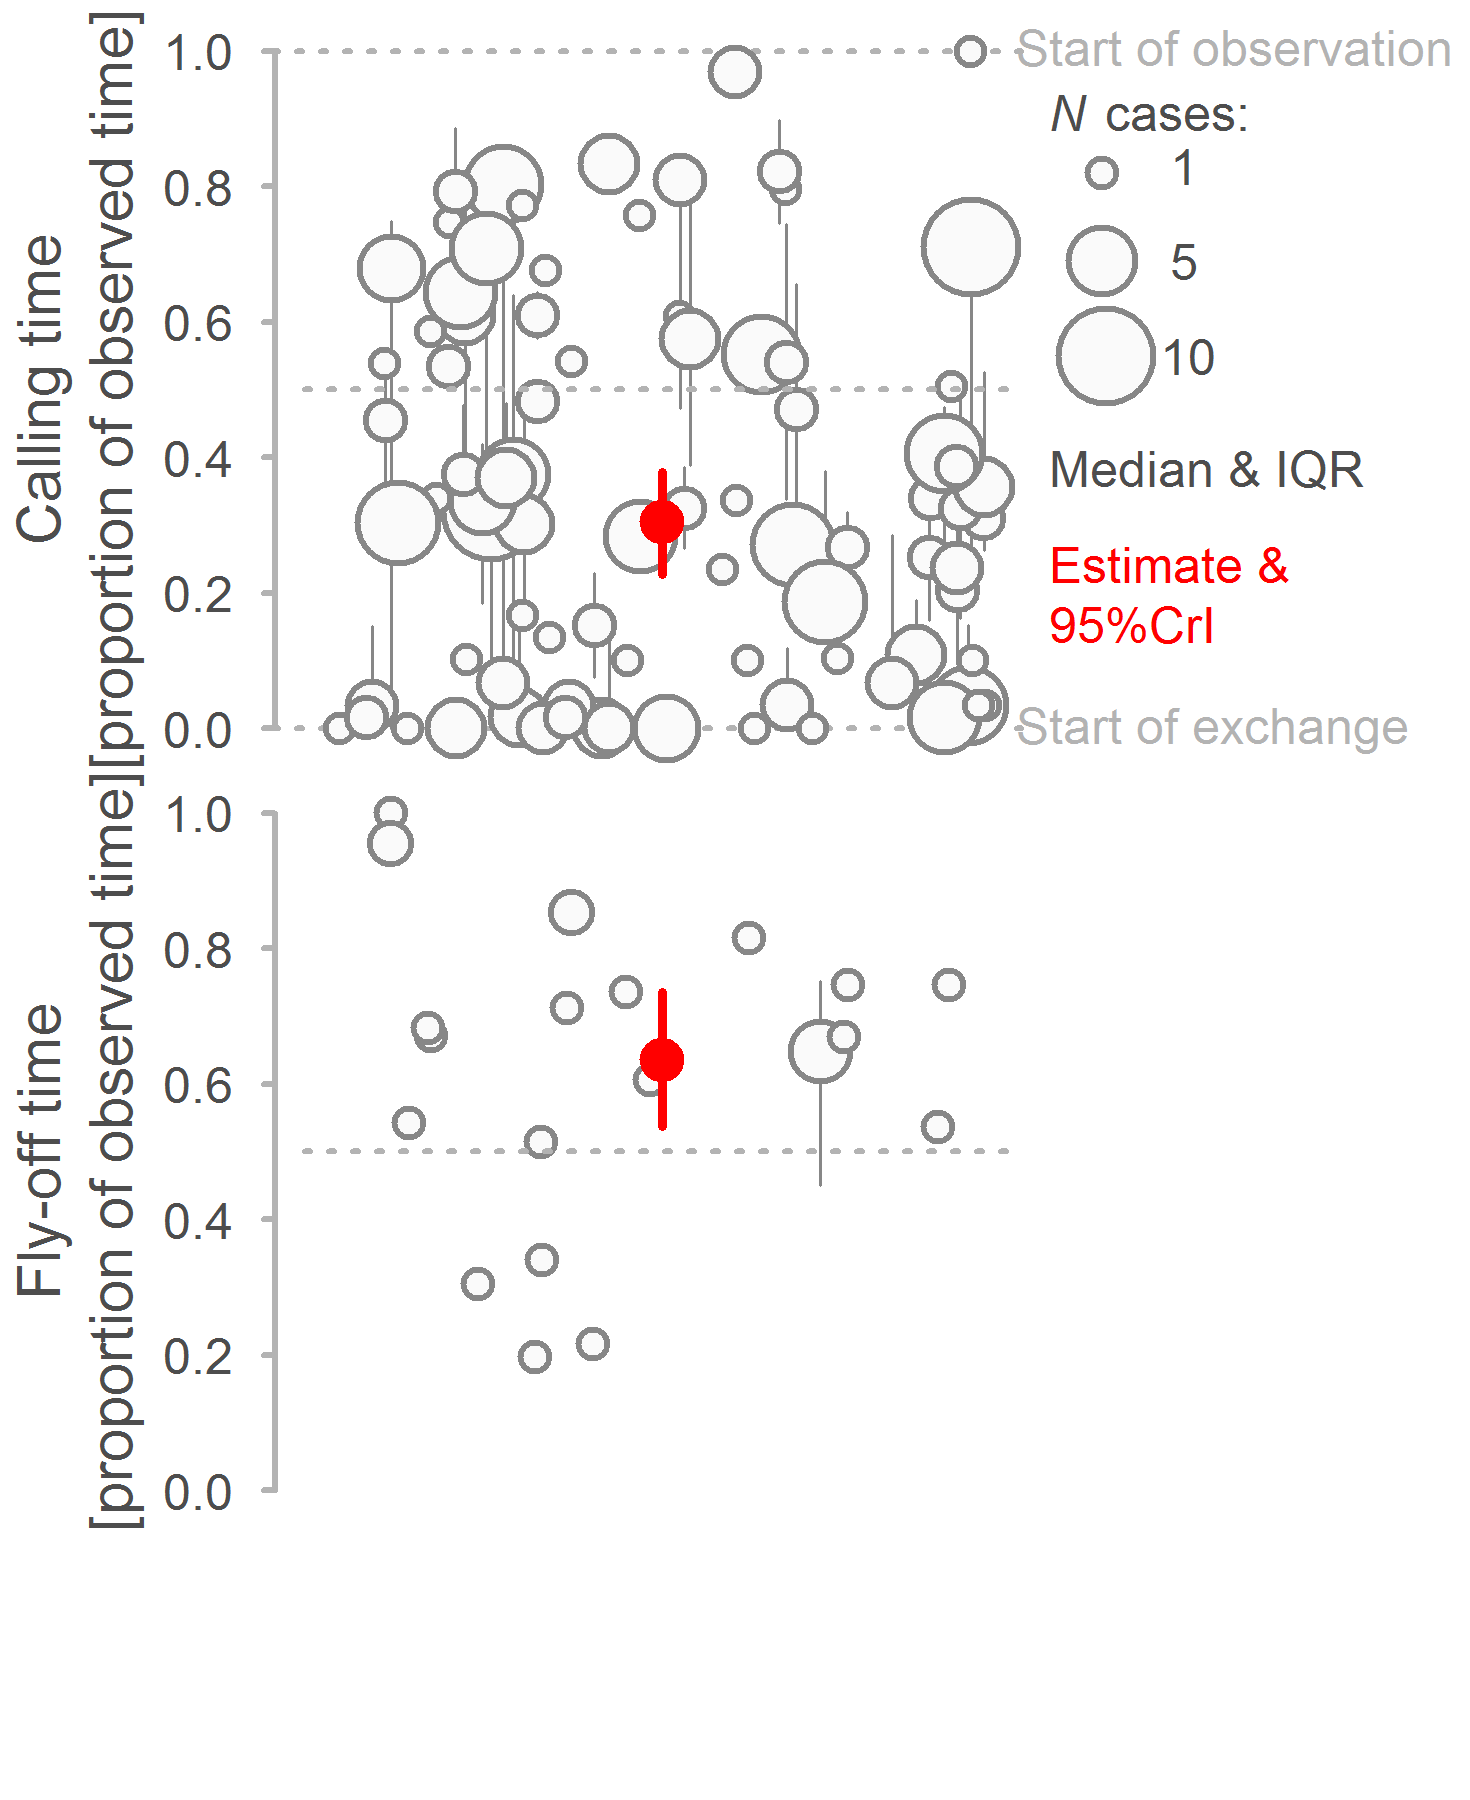 Calling time
[proportion of observed time]
1.0
0.8
0.6
0.4
0.2
0.0
Start of observation
N cases:
1
5
10
Median & IQR
Estimate &
95%CrI
Start of exchange
Fly-off time
[proportion of observed time]
1.0
0.8
0.6
0.4
0.2
0.0